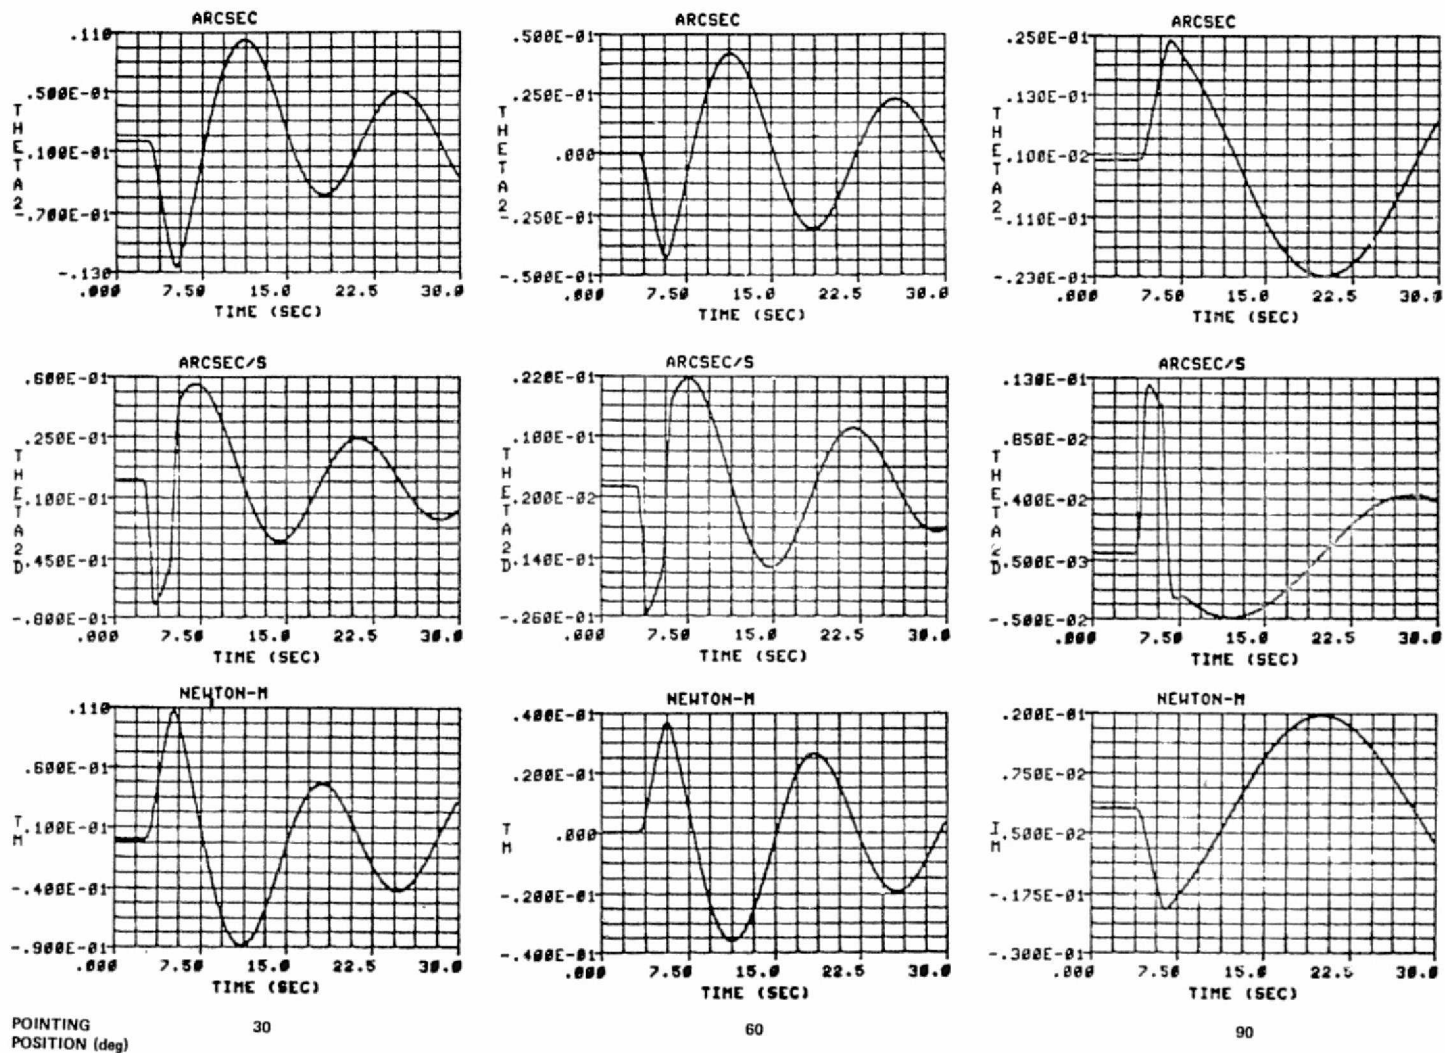 ARCSEC
.110
.500E-01
.100E-01
-.700E-01
-.130
THETA2
.000 7.50 15.0 22.5 30.0
TIME (SEC)
ARCSEC
.500E-01
.250E-01
.000
-.250E-01
-.500E-01
THETA2
.000 7.50 15.0 22.5 30.0
TIME (SEC)
ARCSEC
.250E-01
.130E-01
.100E-02
-.110E-01
-.230E-01
THETA2
.000 7.50 15.0 22.5 30.0
TIME (SEC)
ARCSEC/S
.600E-01
.250E-01
.100E-01
.450E-01
-.800E-01
THETA2D
.000 7.50 15.0 22.5 30.0
TIME (SEC)
ARCSEC/S
.220E-01
.100E-01
.200E-02
.140E-01
-.260E-01
THETA2D
.000 7.50 15.0 22.5 30.0
TIME (SEC)
ARCSEC/S
.130E-01
.850E-02
.400E-02
.500E-03
-.500E-02
THETA2D
.000 7.50 15.0 22.5 30.0
TIME (SEC)
NEWTON-M
.110
.600E-01
.100E-01
-.400E-01
-.900E-01
TM
.000 7.50 15.0 22.5 30.0
TIME (SEC)
NEWTON-M
.400E-01
.200E-01
.000
-.200E-01
-.400E-01
TM
.000 7.50 15.0 22.5 30.0
TIME (SEC)
NEWTON-M
.200E-01
.750E-02
.500E-02
-.175E-01
-.300E-01
TM
.000 7.50 15.0 22.5 30.0
TIME (SEC)
POINTING
POSITION (deg)
30
60
90